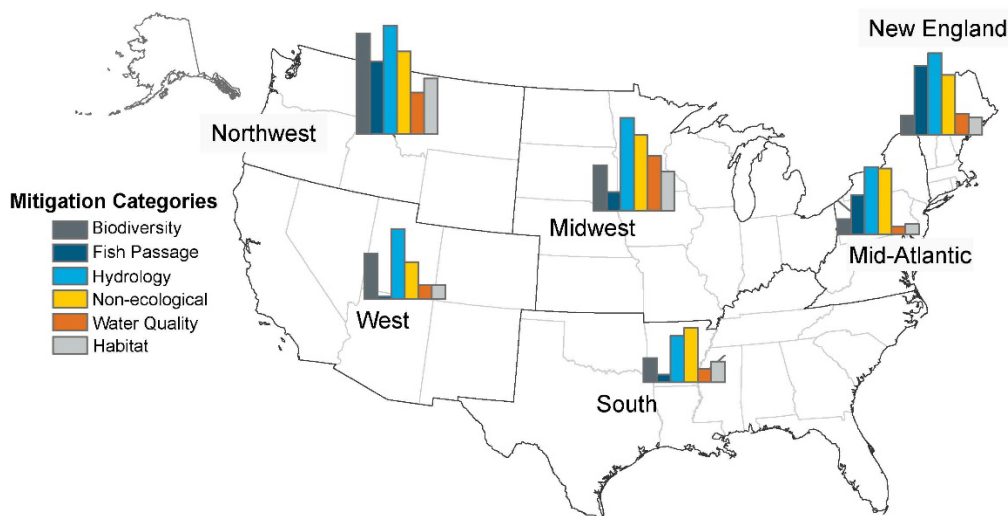 New England
Northwest
Mitigation Categories
Biodiversity
Fish Passage
Hydrology
Non-ecological
Water Quality
Habitat
Midwest
Mid-Atlantic
West
South